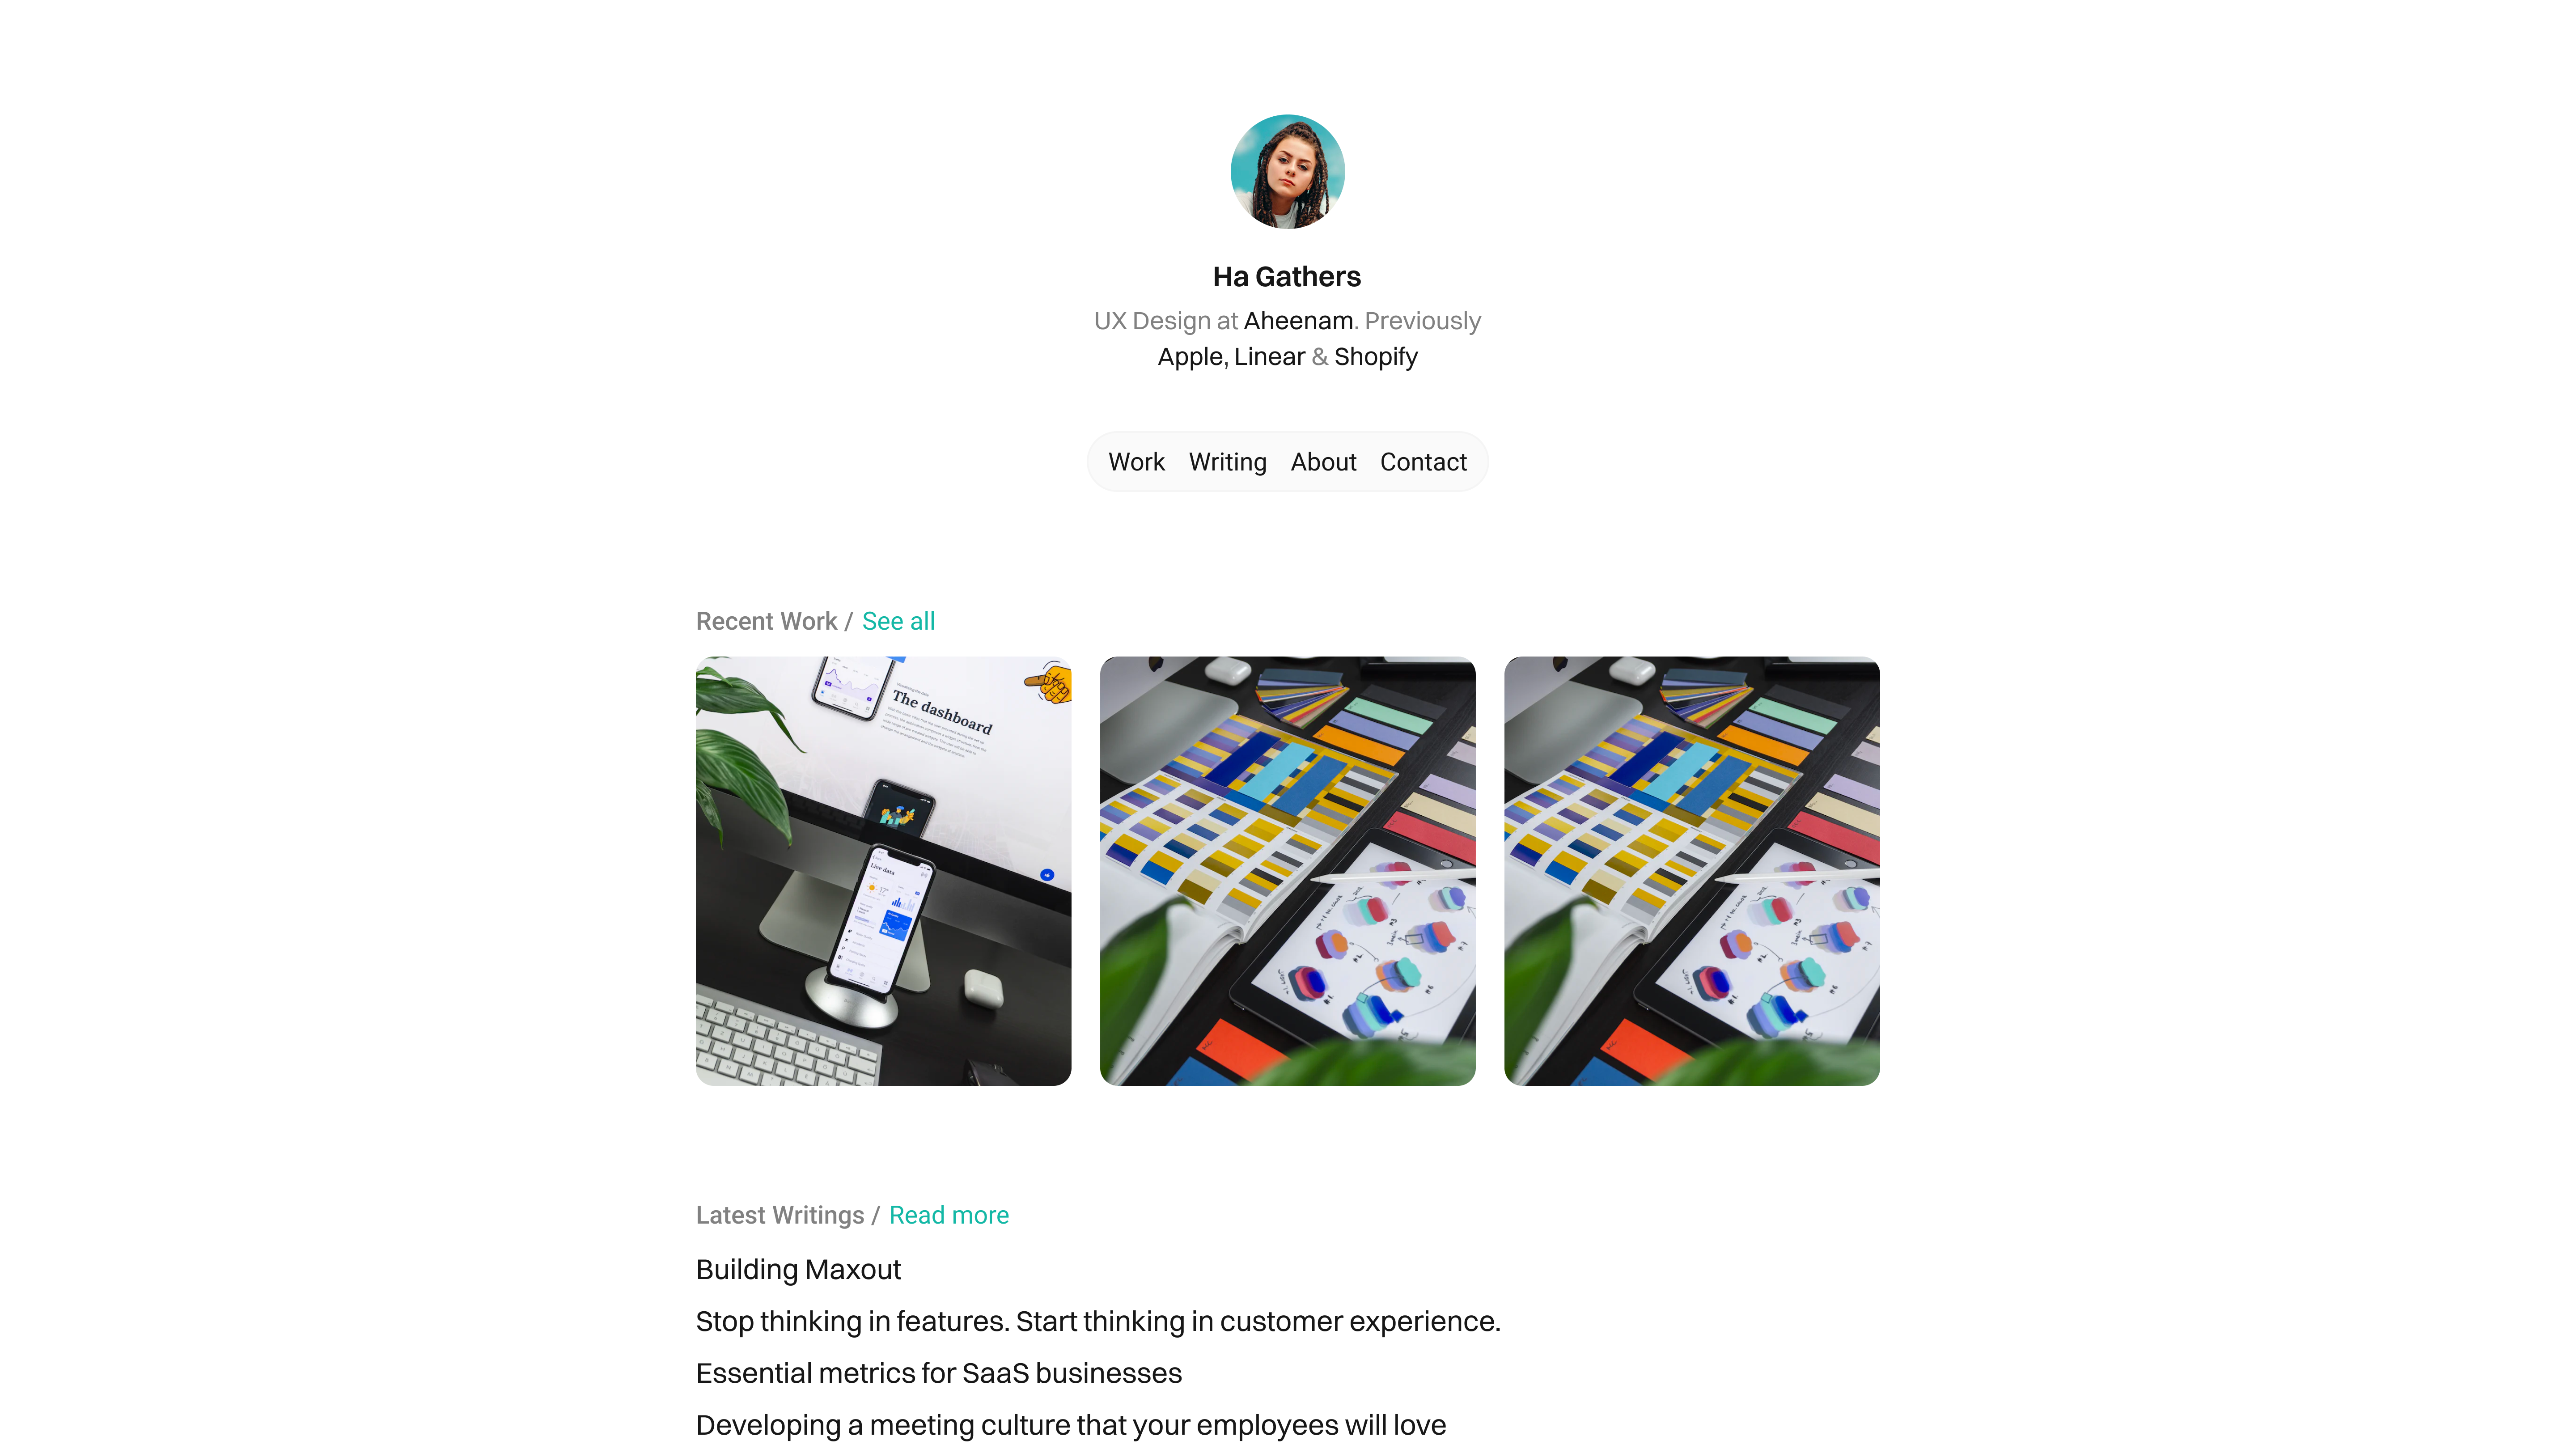 Ha Gathers
UX Design at Aheenam. Previously
Apple, Linear & Shopify
Work Writing About Contact
Recent Work / See all
The dashboard
Live data
Latest Writings / Read more
Building Maxout
Stop thinking in features. Start thinking in customer experience.
Essential metrics for SaaS businesses
Developing a meeting culture that your employees will love